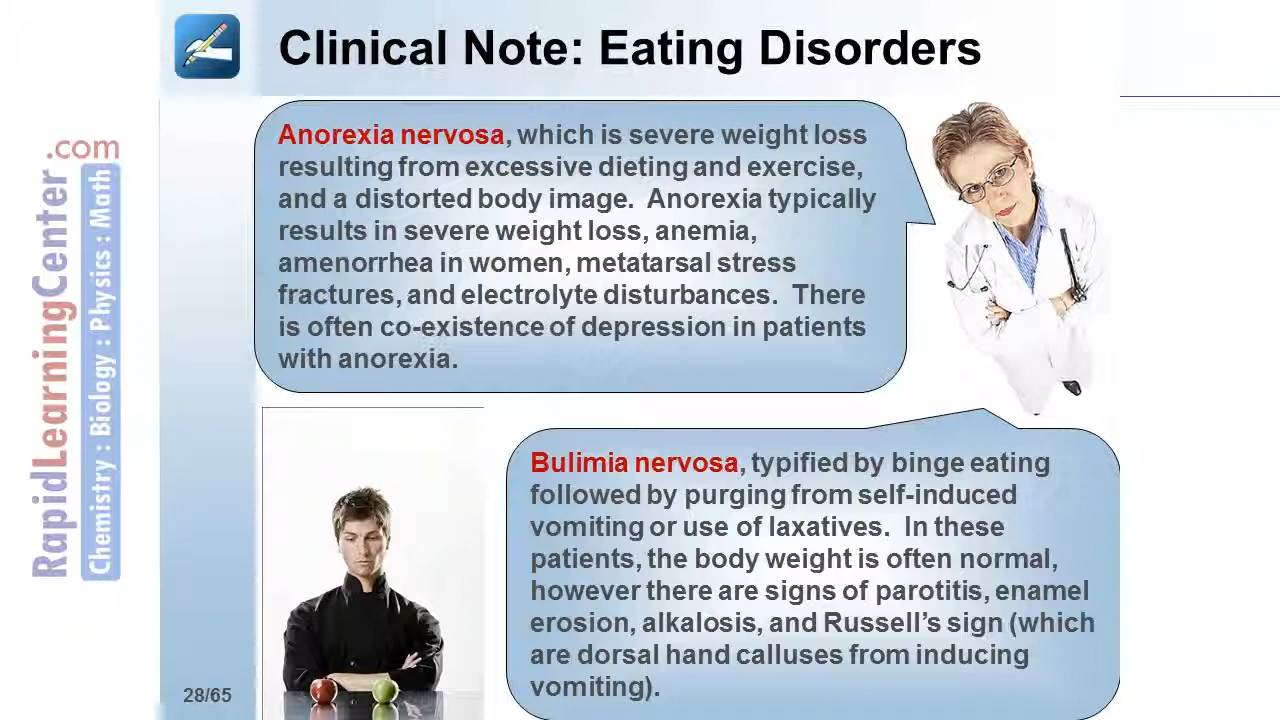 Clinical Note: Eating Disorders
Anorexia nervosa, which is severe weight loss
resulting from excessive dieting and exercise,
and a distorted body image.  Anorexia typically
results in severe weight loss, anemia,
amenorrhea in women, metatarsal stress
fractures, and electrolyte disturbances.  There
is often co-existence of depression in patients
with anorexia.
Bulimia nervosa, typified by binge eating
followed by purging from self-induced
vomiting or use of laxatives.  In these
patients, the body weight is often normal,
however there are signs of parotitis, enamel
erosion, alkalosis, and Russell’s sign (which
are dorsal hand calluses from inducing
vomiting).
28/65
RapidLearningCenter.com
Chemistry : Biology : Physics : Math